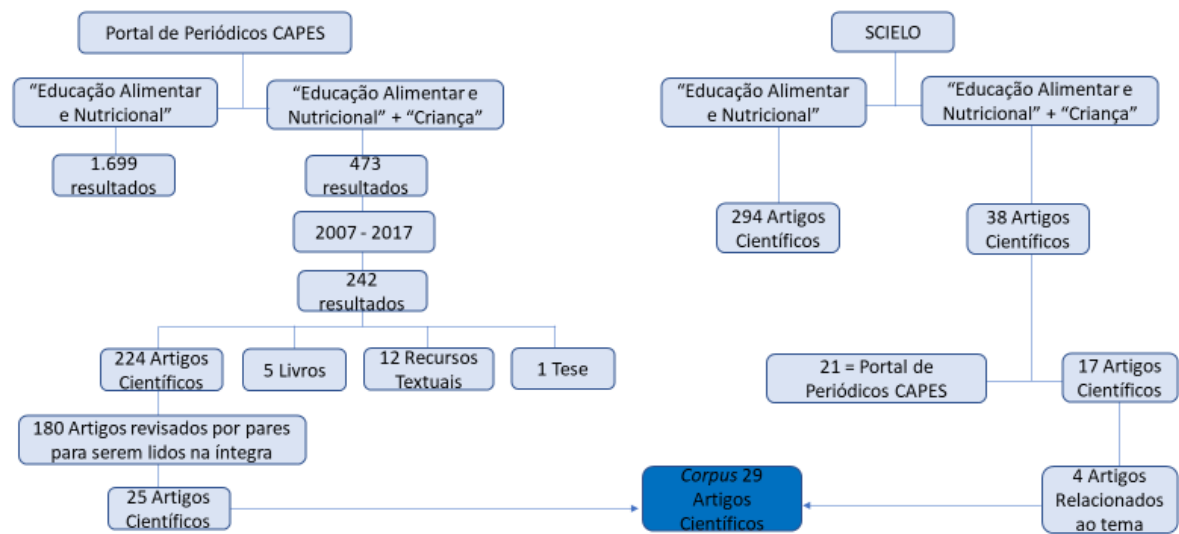 Portal de Periódicos CAPES
“Educação Alimentar
e Nutricional”
“Educação Alimentar e
Nutricional” + “Criança”
1.699
resultados
473
resultados
2007 - 2017
242
resultados
224 Artigos
Científicos
5 Livros
12 Recursos
Textuais
1 Tese
180 Artigos revisados por pares
para serem lidos na íntegra
25 Artigos
Científicos
SCIELO
“Educação Alimentar
e Nutricional”
“Educação Alimentar e
Nutricional” + “Criança”
294 Artigos
Científicos
38 Artigos
Científicos
21 = Portal de
Periódicos CAPES
17 Artigos
Científicos
4 Artigos
Relacionados
ao tema
Corpus 29
Artigos
Científicos